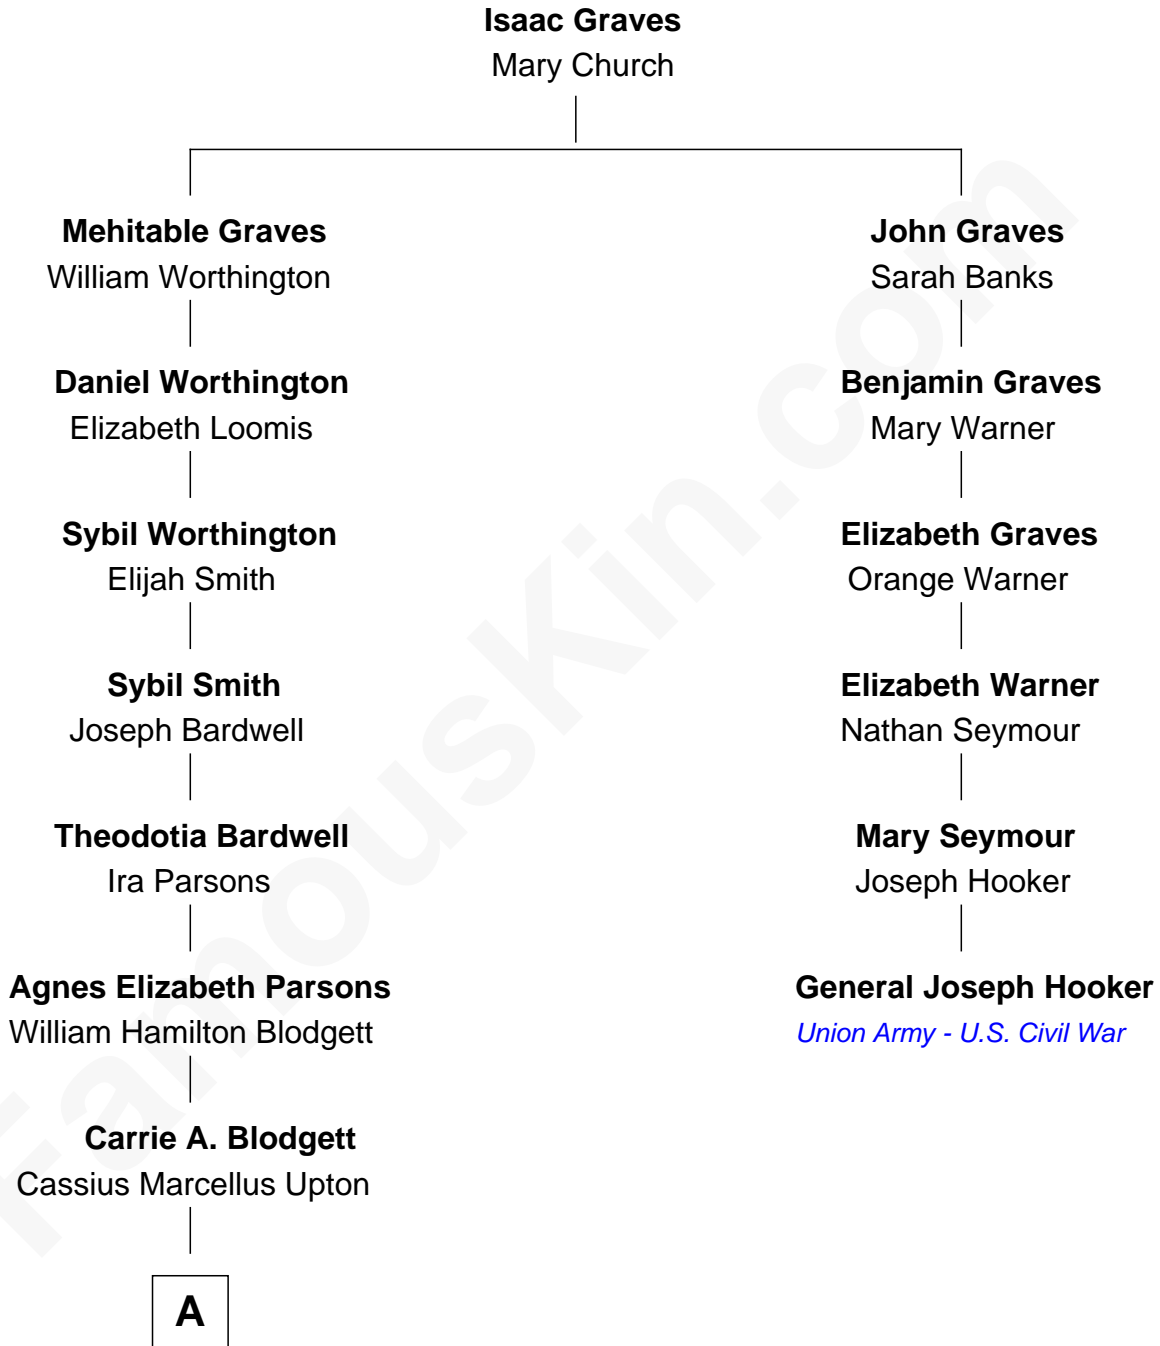 Isaac Graves
Mary Church
Mehitable Graves
William Worthington
John Graves
Sarah Banks
Daniel Worthington
Elizabeth Loomis
Benjamin Graves
Mary Warner
Sybil Worthington
Elijah Smith
Elizabeth Graves
Orange Warner
Sybil Smith
Joseph Bardwell
Elizabeth Warner
Nathan Seymour
Theodotia Bardwell
Ira Parsons
Mary Seymour
Joseph Hooker
Agnes Elizabeth Parsons
William Hamilton Blodgett
General Joseph Hooker
Union Army - U.S. Civil War
Carrie A. Blodgett
Cassius Marcellus Upton
A
FamousKin.com